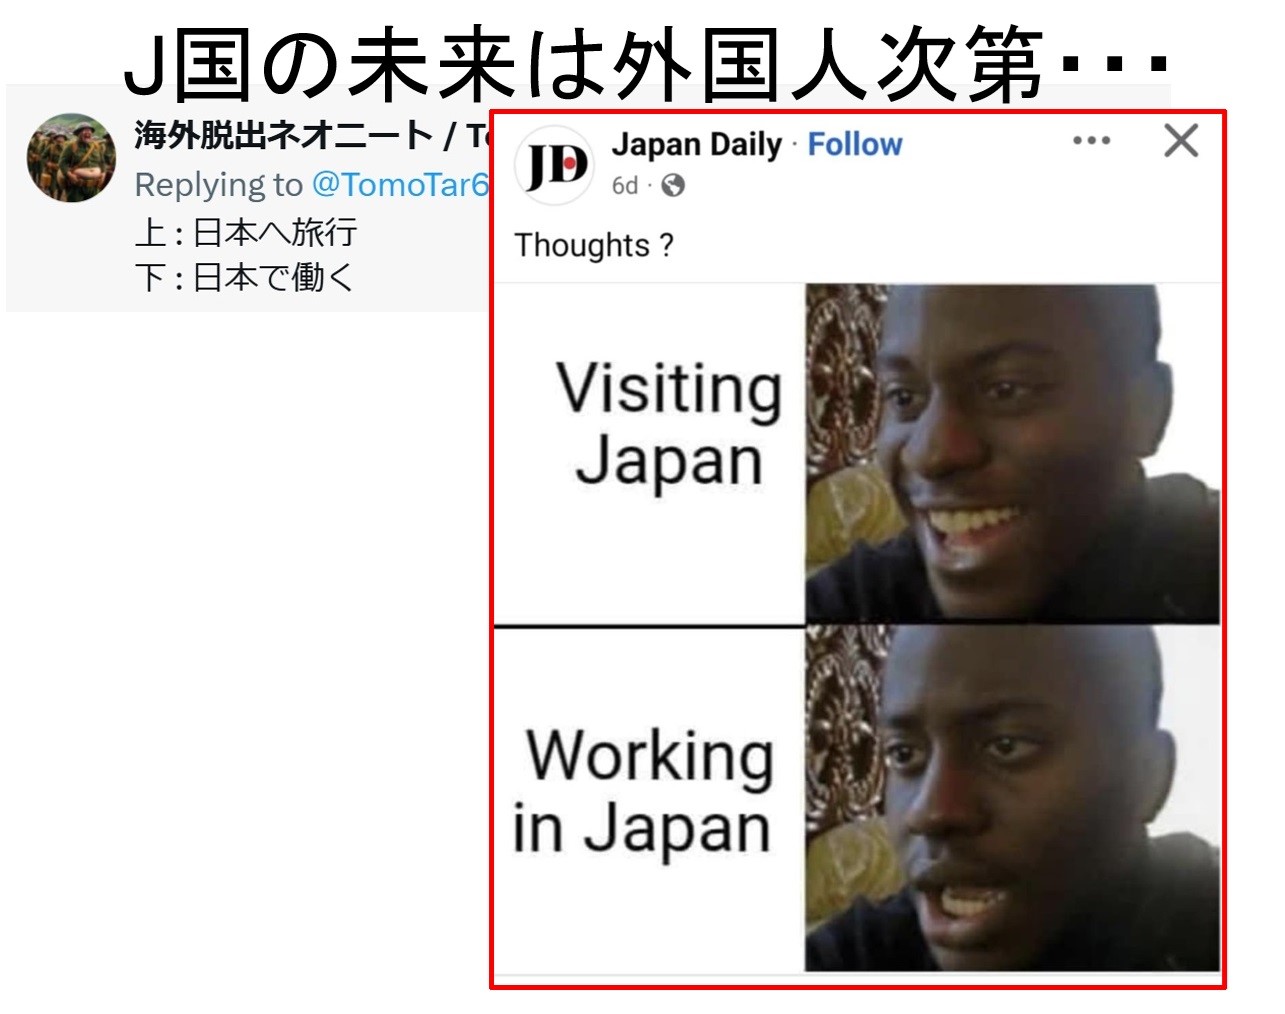 J国の未来は外国人次第・・・
海外脱出ネオニート / T
Replying to @TomoTar6
上 : 日本へ旅行
下 : 日本で働く
JD
Japan Daily · Follow
6d ·
Thoughts ?
Visiting
Japan
Working
in Japan